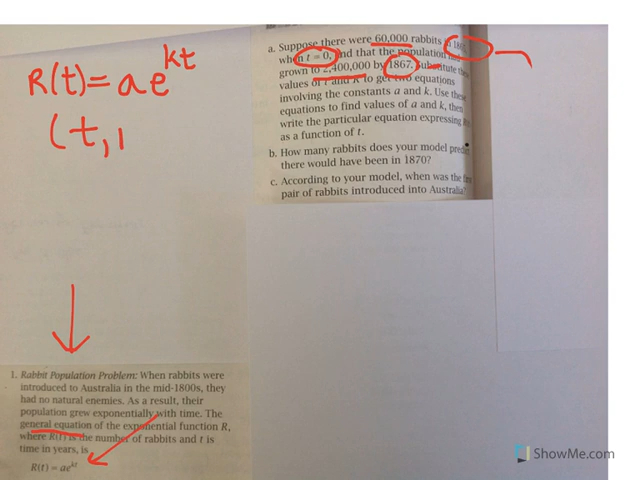 R(t)=ae^kt
(t,
a. Suppose there were 60,000 rabbits in
when t = 0, and that the population had
grown to 2,400,000 by 1867. Substitute these
values of t and R to get two equations
involving the constants a and k. Use these
equations to find values of a and k, then
write the particular equation expressing
as a function of t.
b. How many rabbits does your model predict
there would have been in 1870?
c. According to your model, when was the first
pair of rabbits introduced into Australia?
1. Rabbit Population Problem: When rabbits were
introduced to Australia in the mid-1800s, they
had no natural enemies. As a result, their
population grew exponentially with time. The
general equation of the exponential function R,
where R(t) is the number of rabbits and t is
time in years, is
R(t) = ae^kt
ShowMe.com